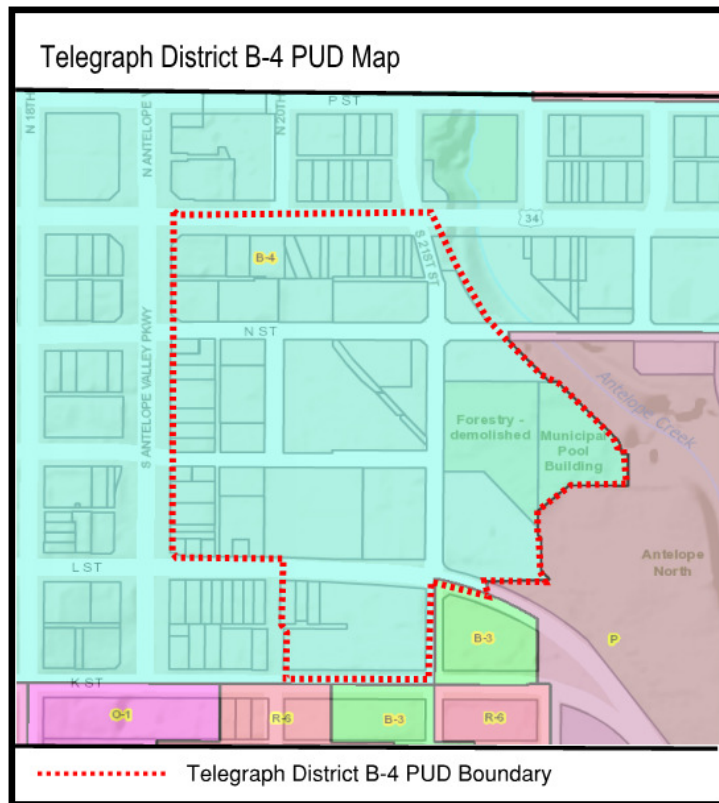 Telegraph District B-4 PUD Map
N 18TH
N ANTELOPE V
N 20TH
P ST
34
S 21ST ST
B-4
N ST
S ANTELOPE VALLEY PKWY
Antelope Creek
Forestry -
demolished
Municipal
Pool
Building
Antelope
North
L ST
B-3
P
K ST
O-1
R-6
B-3
R-6
Telegraph District B-4 PUD Boundary